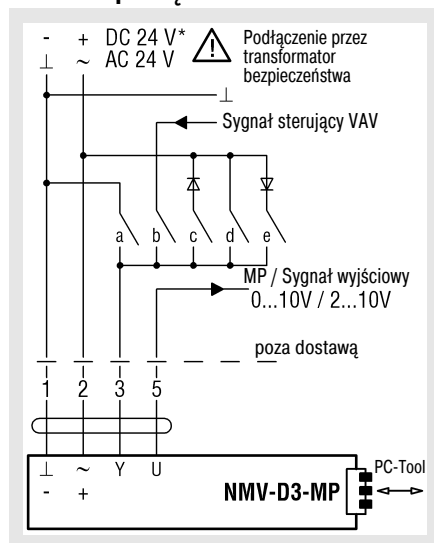 - + DC 24 V* Podłączenie przez
⊥ ~ AC 24 V transformator
bezpieczeństwa
⊥
Sygnał sterujący VAV
a b c d e
MP / Sygnał wyjściowy
0...10V / 2...10V
poza dostawą
1 2 3 5
⊥ ~ Y U
- +
NMV-D3-MP
PC-Tool